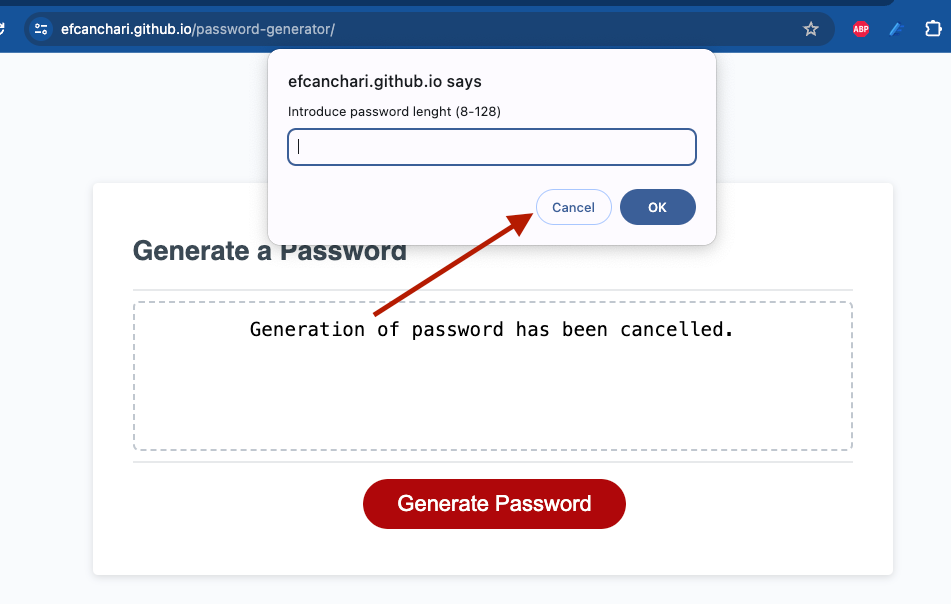 efcanchari.github.io/password-generator/
ABP
efcanchari.github.io says
Introduce password lenght (8-128)
Cancel
OK
Generate a Password
Generation of password has been cancelled.
Generate Password